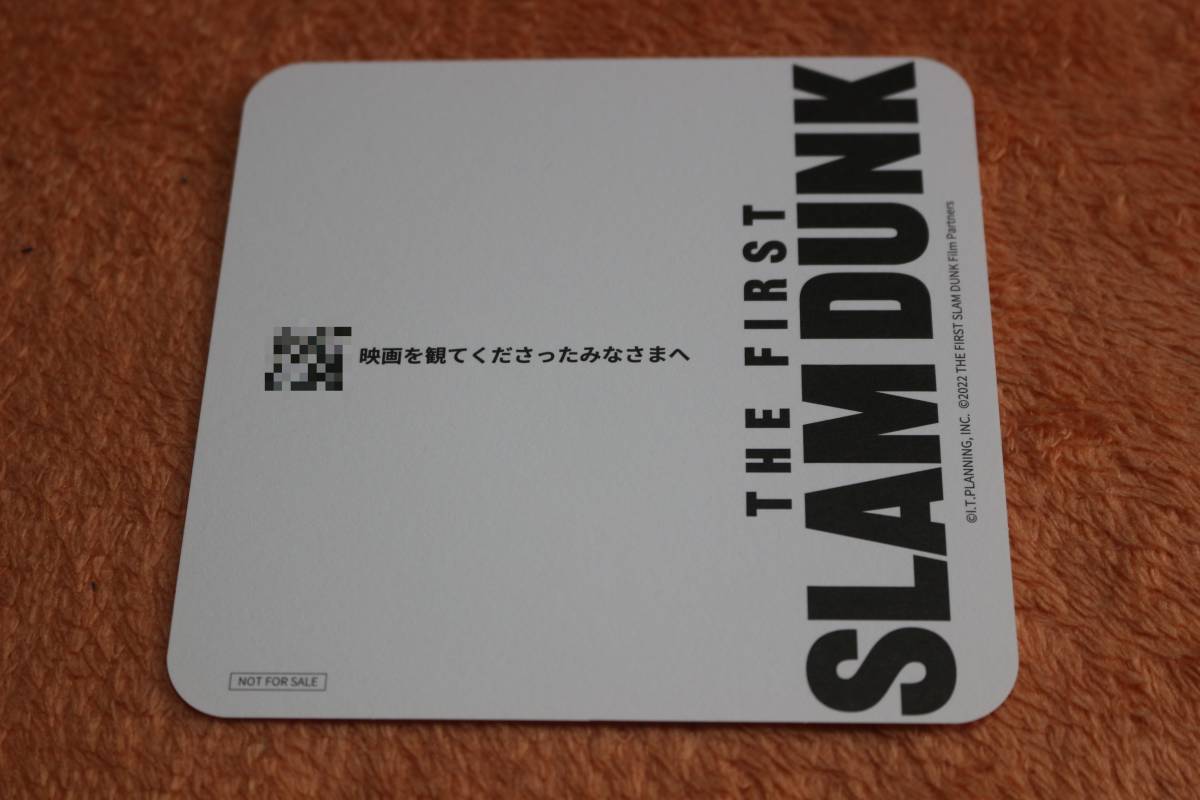 映画を観てくださったみなさまへ
THE FIRST
SLAM DUNK
©I.T.PLANNING, INC. ©2022 THE FIRST SLAM DUNK Film Partners
NOT FOR SALE